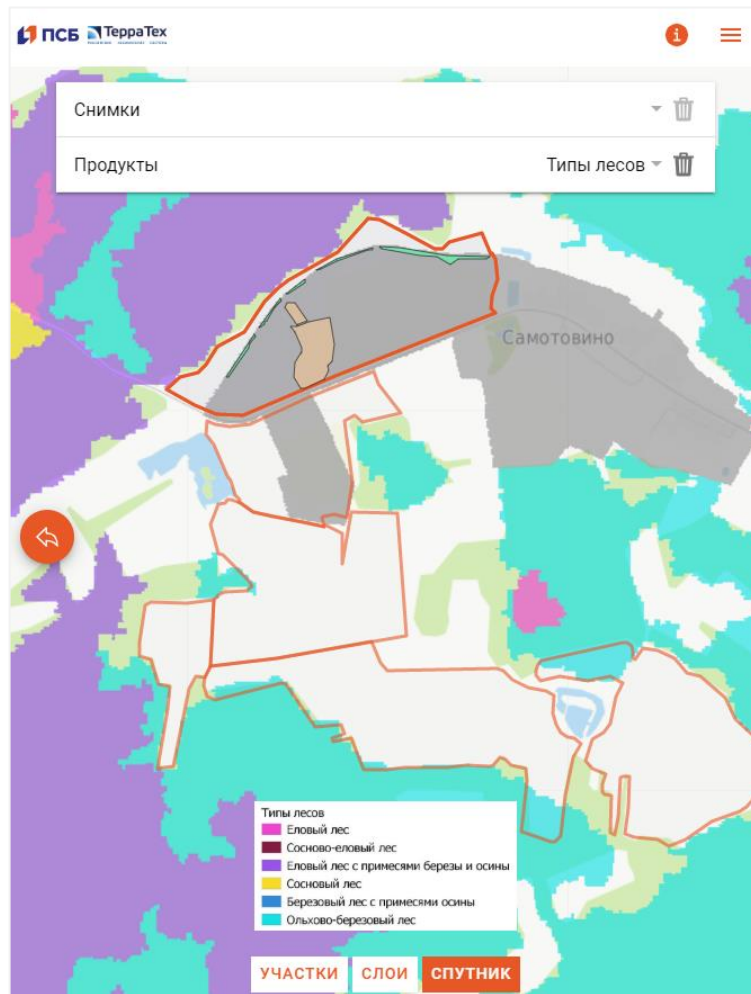 ПСБ ТерраТех
Снимки
Продукты Типы лесов
Самотовино
Типы лесов
Еловый лес
Сосново-еловый лес
Еловый лес с примесями березы и осины
Сосновый лес
Березовый лес с примесями осины
Ольхово-березовый лес
УЧАСТКИ СЛОИ СПУТНИК